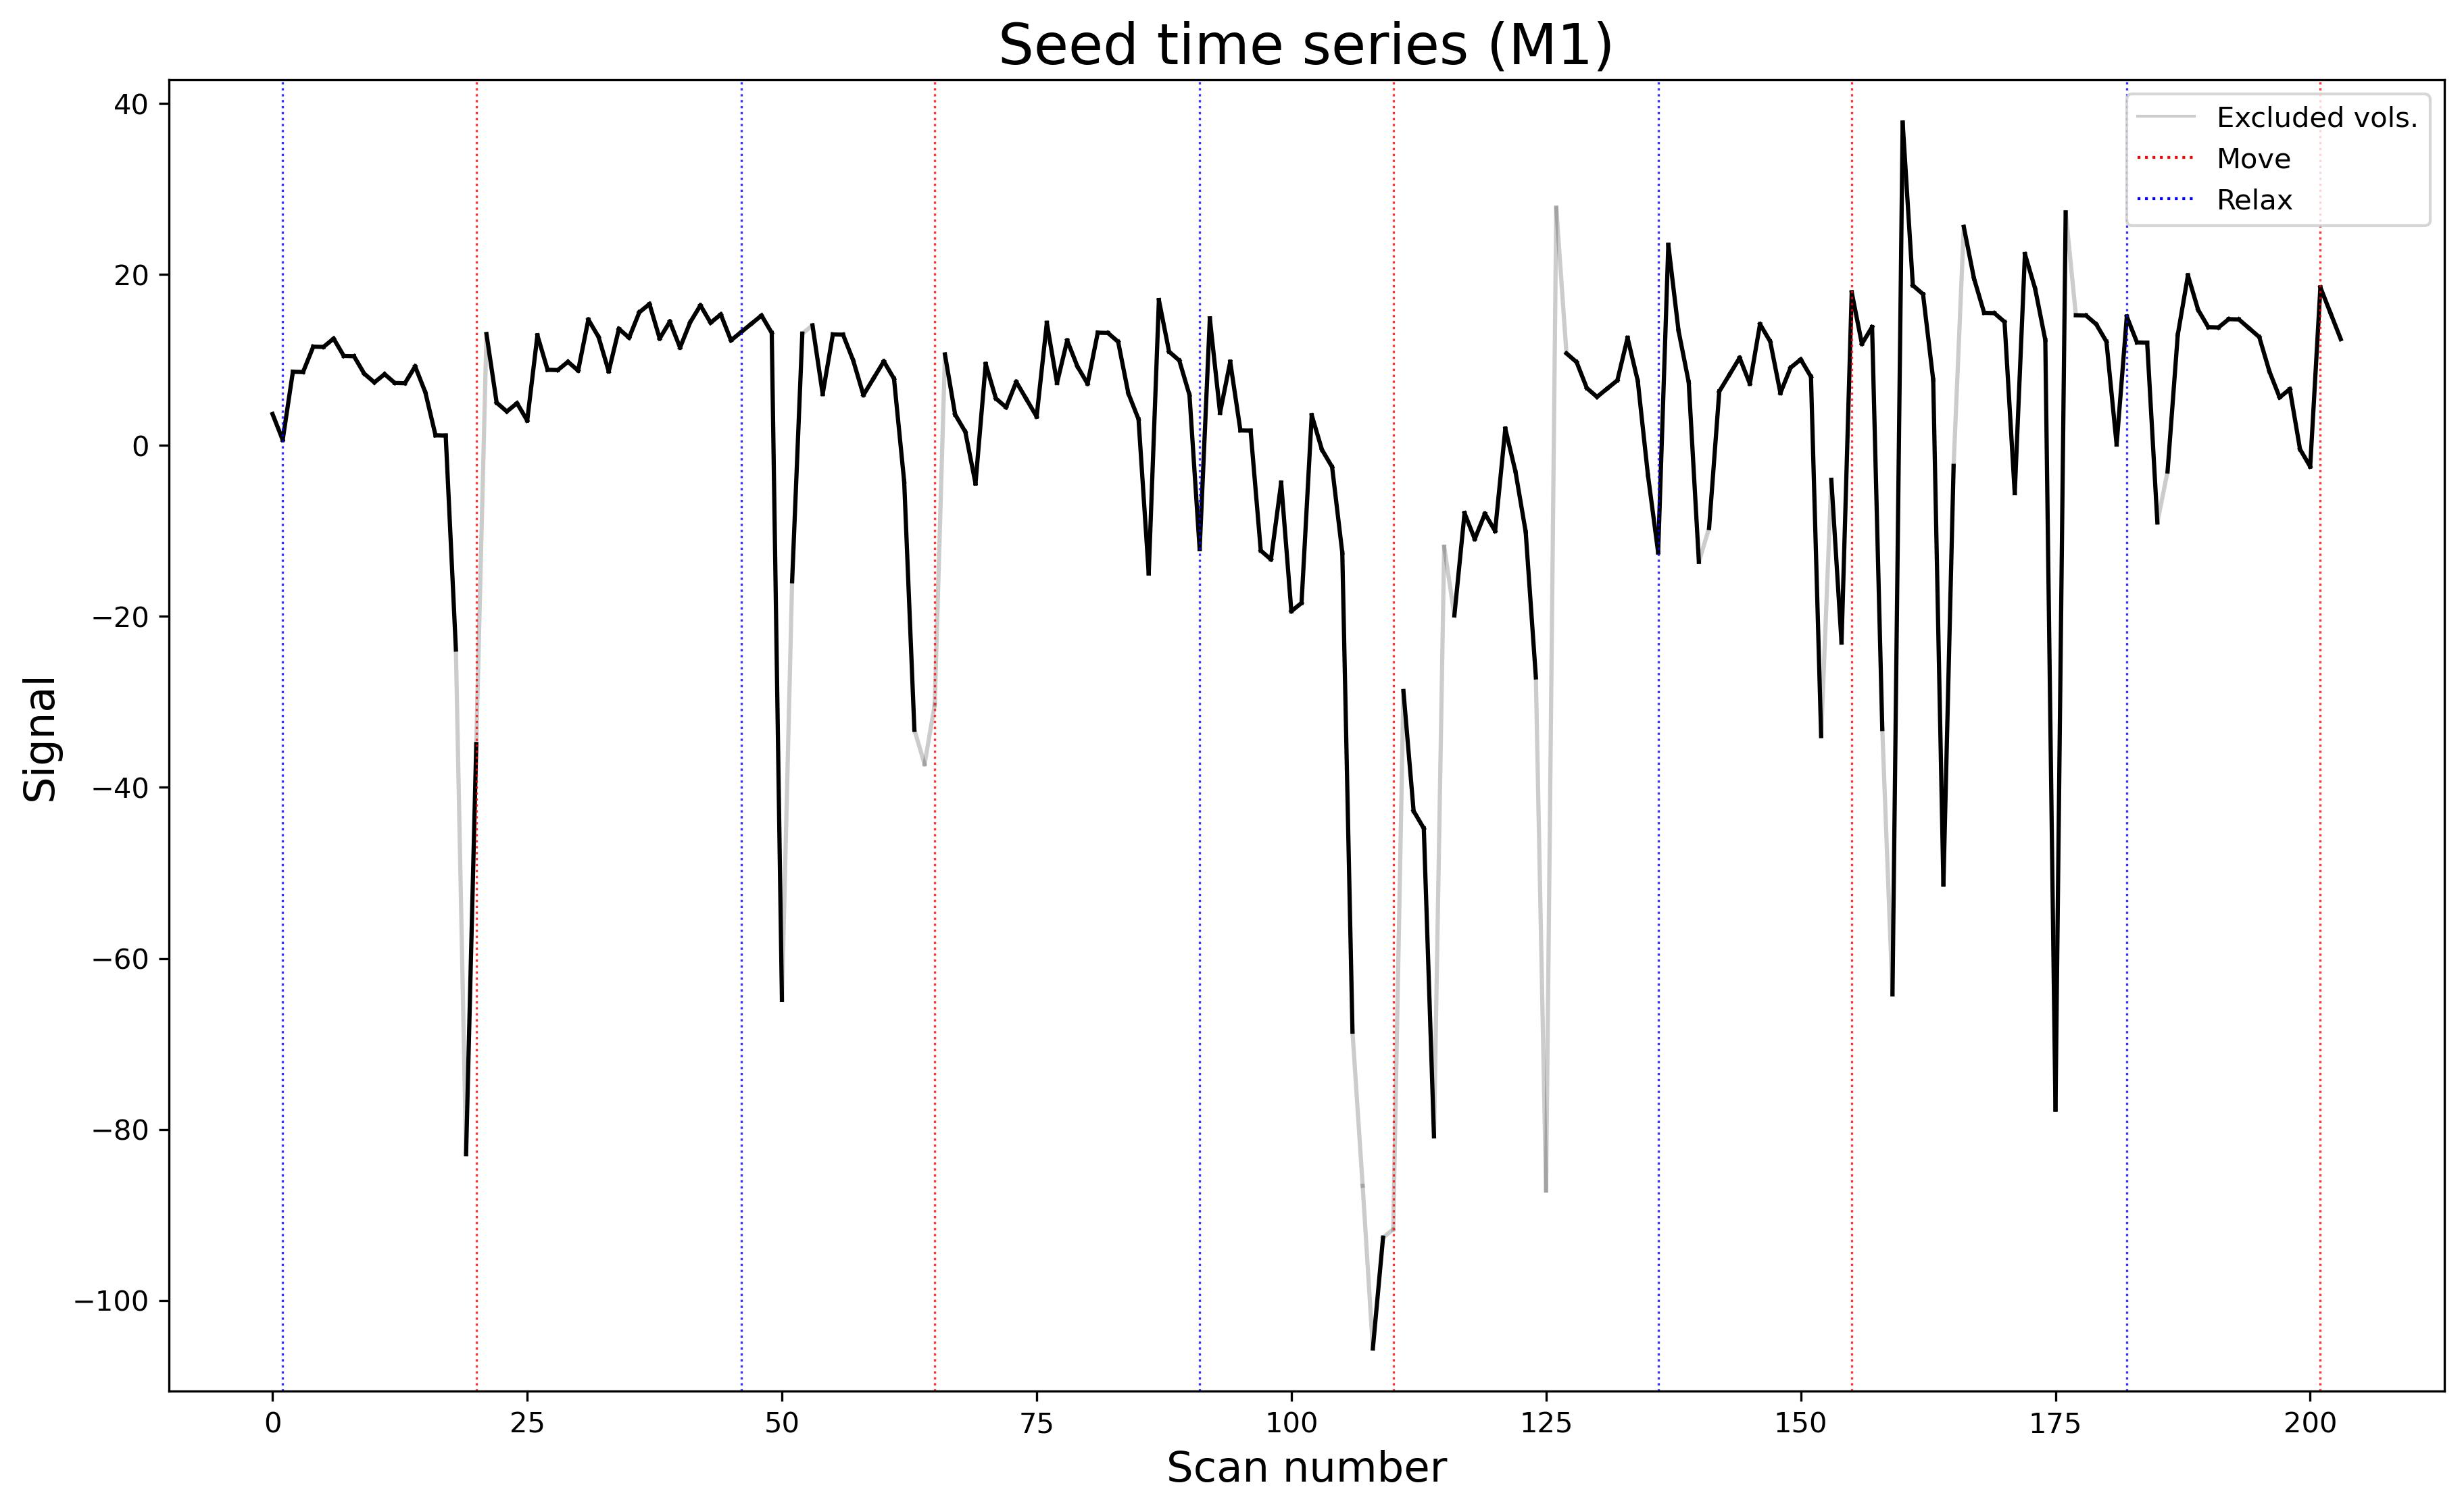 Seed time series (M1)
Excluded vols.
Move
Relax
Signal
40
20
0
−20
−40
−60
−80
−100
0 25 50 75 100 125 150 175 200
Scan number